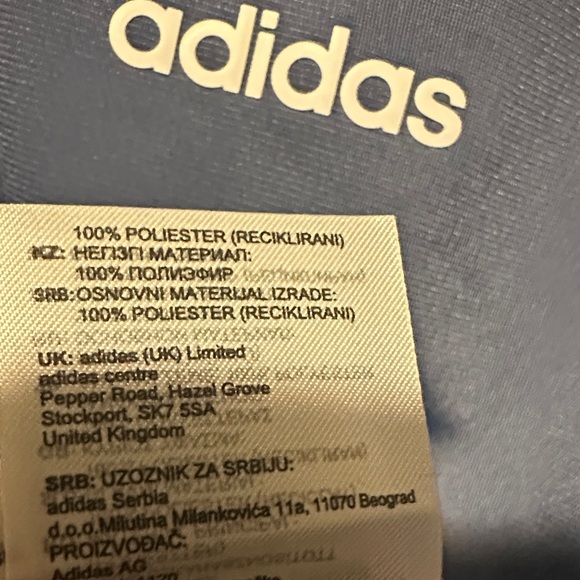 adidas
100% POLIESTER (RECIKLIRANI)
KZ: НЕГІЗГІ МАТЕРИАЛ:
100% ПОЛИЭФИР
SRB: OSNOVNI MATERIJAL IZRADE:
100% POLIESTER (RECIKLIRANI)
UK: adidas (UK) Limited
adidas centre
Pepper Road, Hazel Grove
Stockport, SK7 5SA
United Kingdom
SRB: UZOZNIK ZA SRBIJU:
adidas Serbia
d.o.o.Milutina Milankovića 11a, 11070 Beograd
PROIZVOĐAČ:
Adidas AG